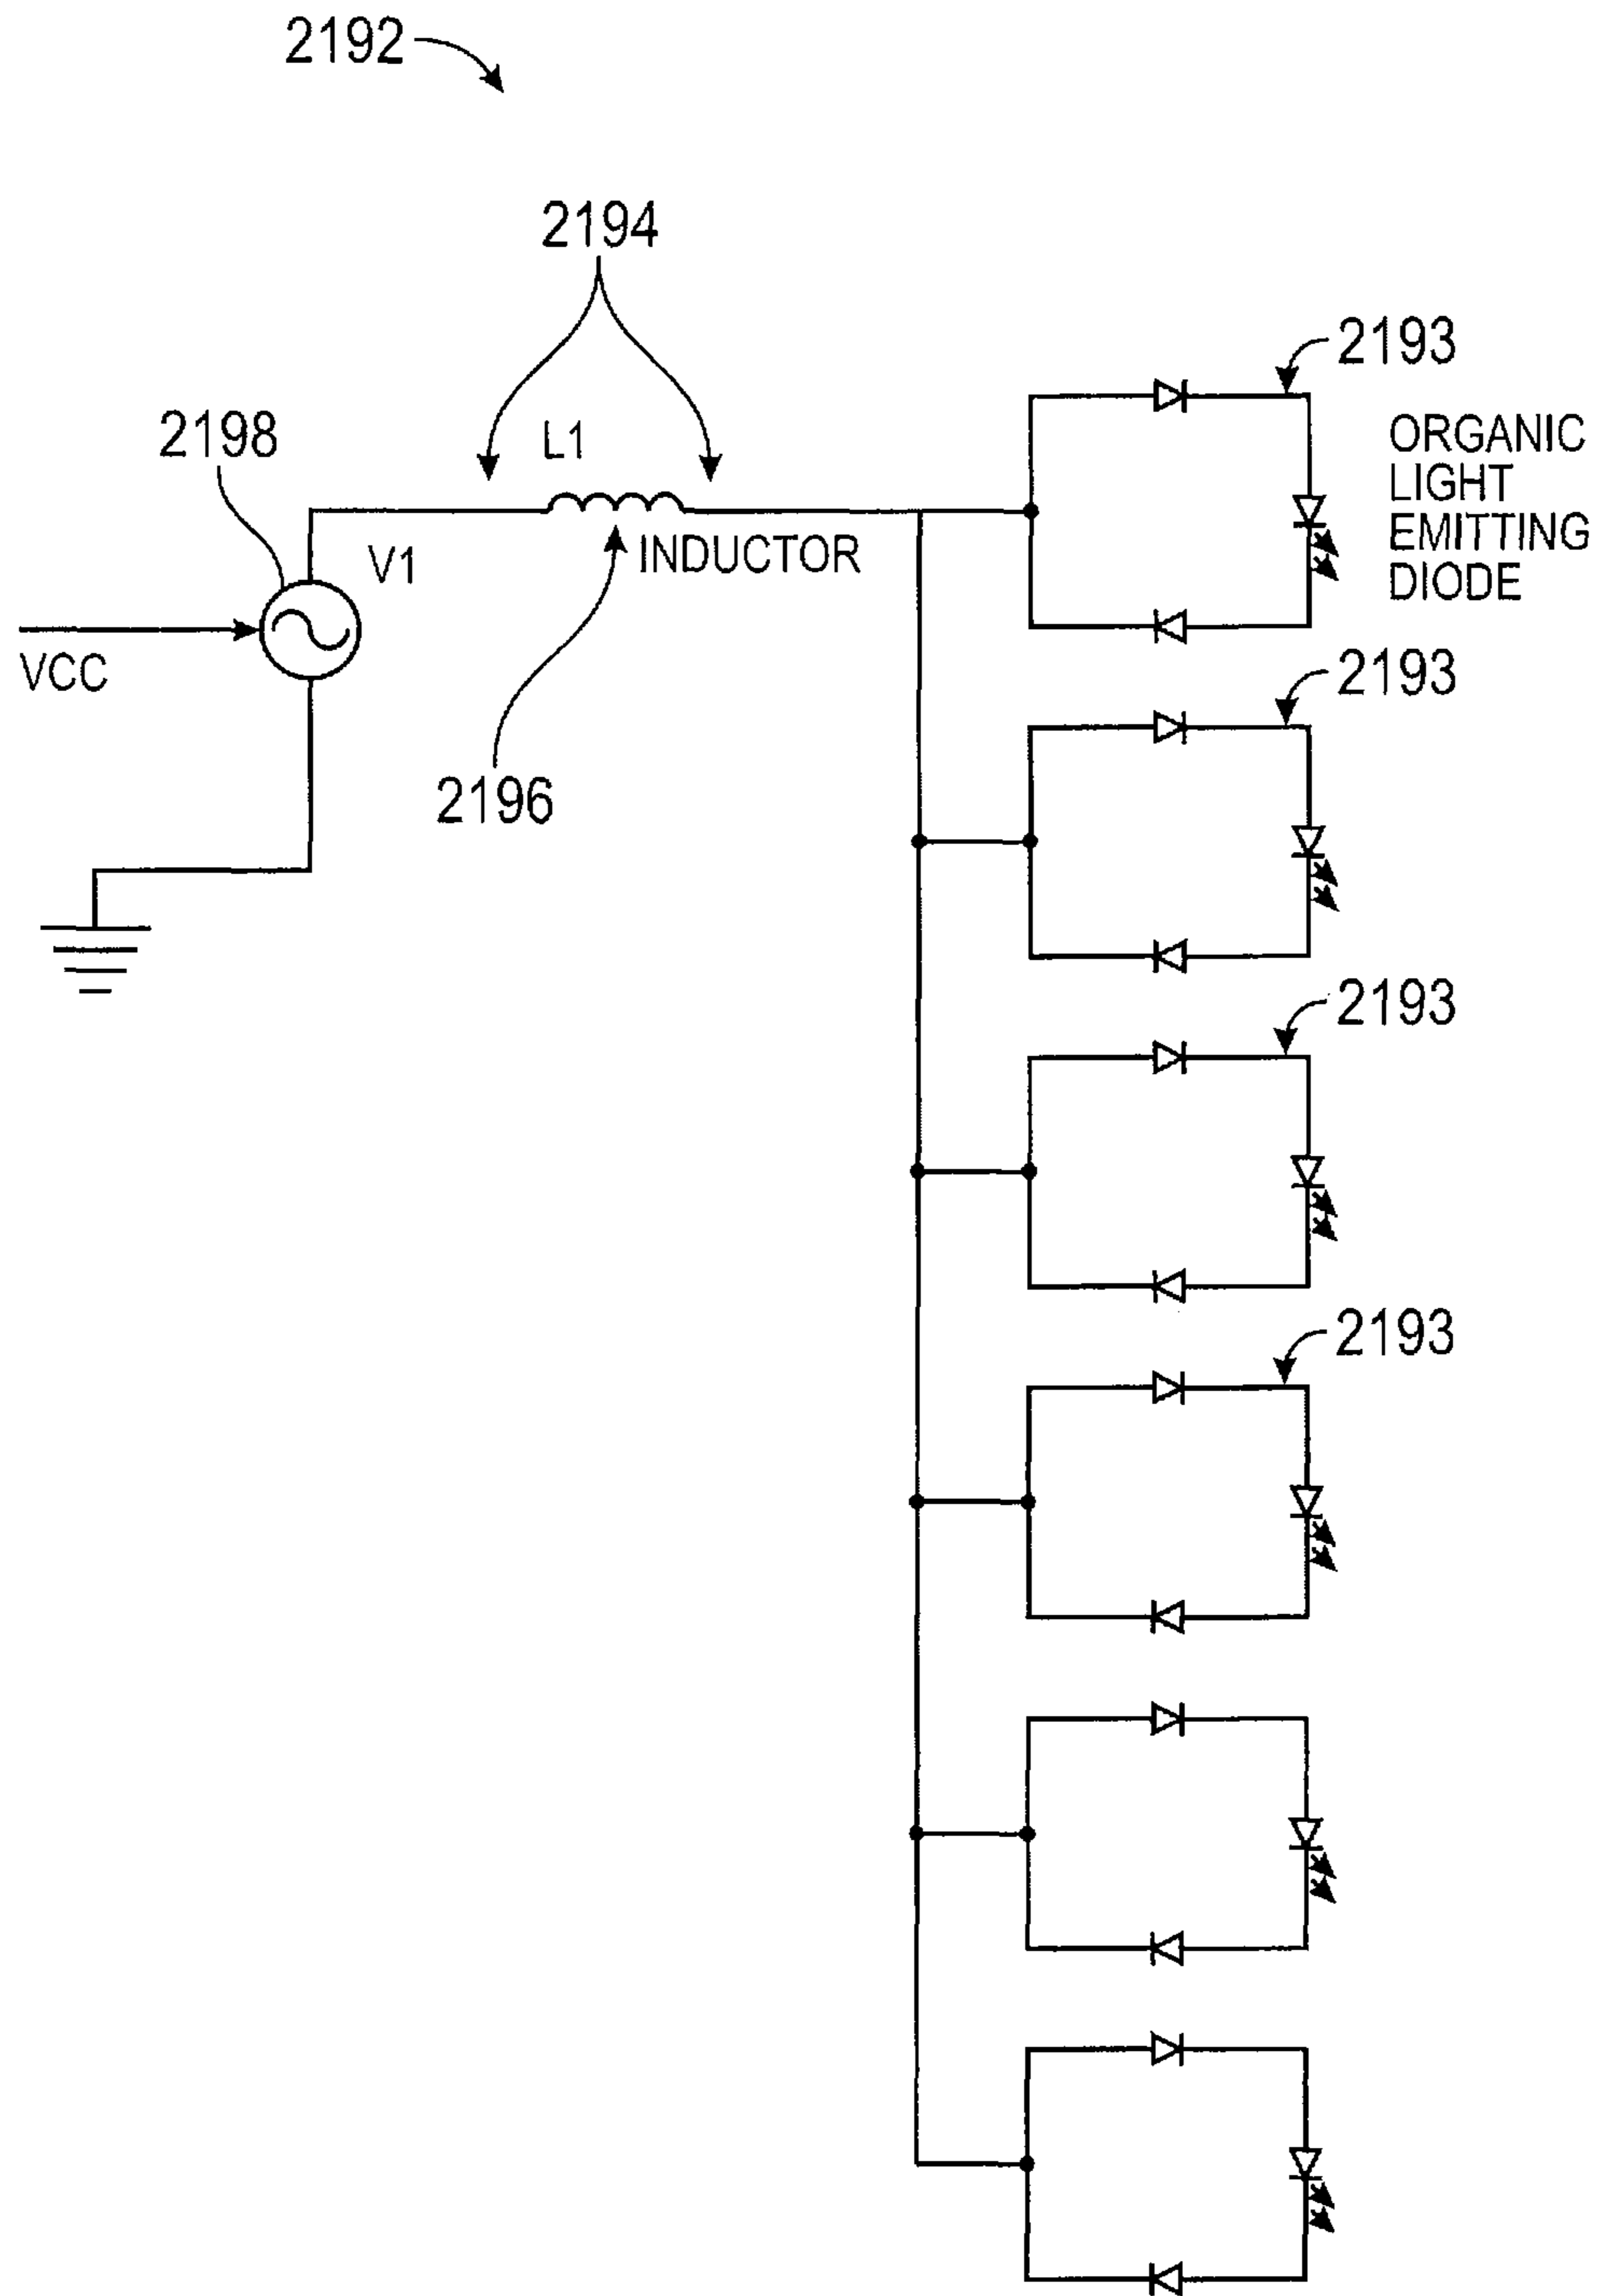 2192
2194
2193
2198
L1
ORGANIC
LIGHT
EMITTING
DIODE
V1
INDUCTOR
VCC
2193
2196
2193
2193